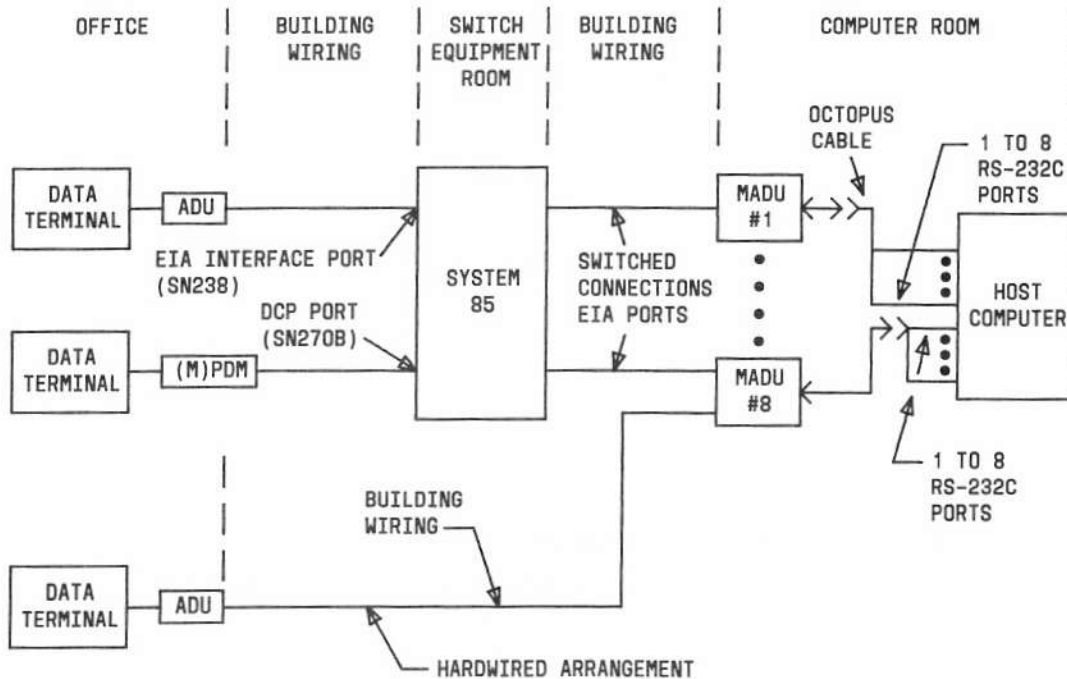 OFFICE
BUILDING
WIRING
SWITCH
EQUIPMENT
ROOM
BUILDING
WIRING
COMPUTER ROOM
OCTOPUS
CABLE
1 TO 8
RS-232C
PORTS
DATA
TERMINAL
ADU
EIA INTERFACE PORT
(SN238)
SYSTEM
85
SWITCHED
CONNECTIONS
EIA PORTS
MADU
#1
HOST
COMPUTER
DCP PORT
(SN270B)
DATA
TERMINAL
(M)PDM
MADU
#8
1 TO 8
RS-232C
PORTS
BUILDING
WIRING
DATA
TERMINAL
ADU
HARDWIRED ARRANGEMENT